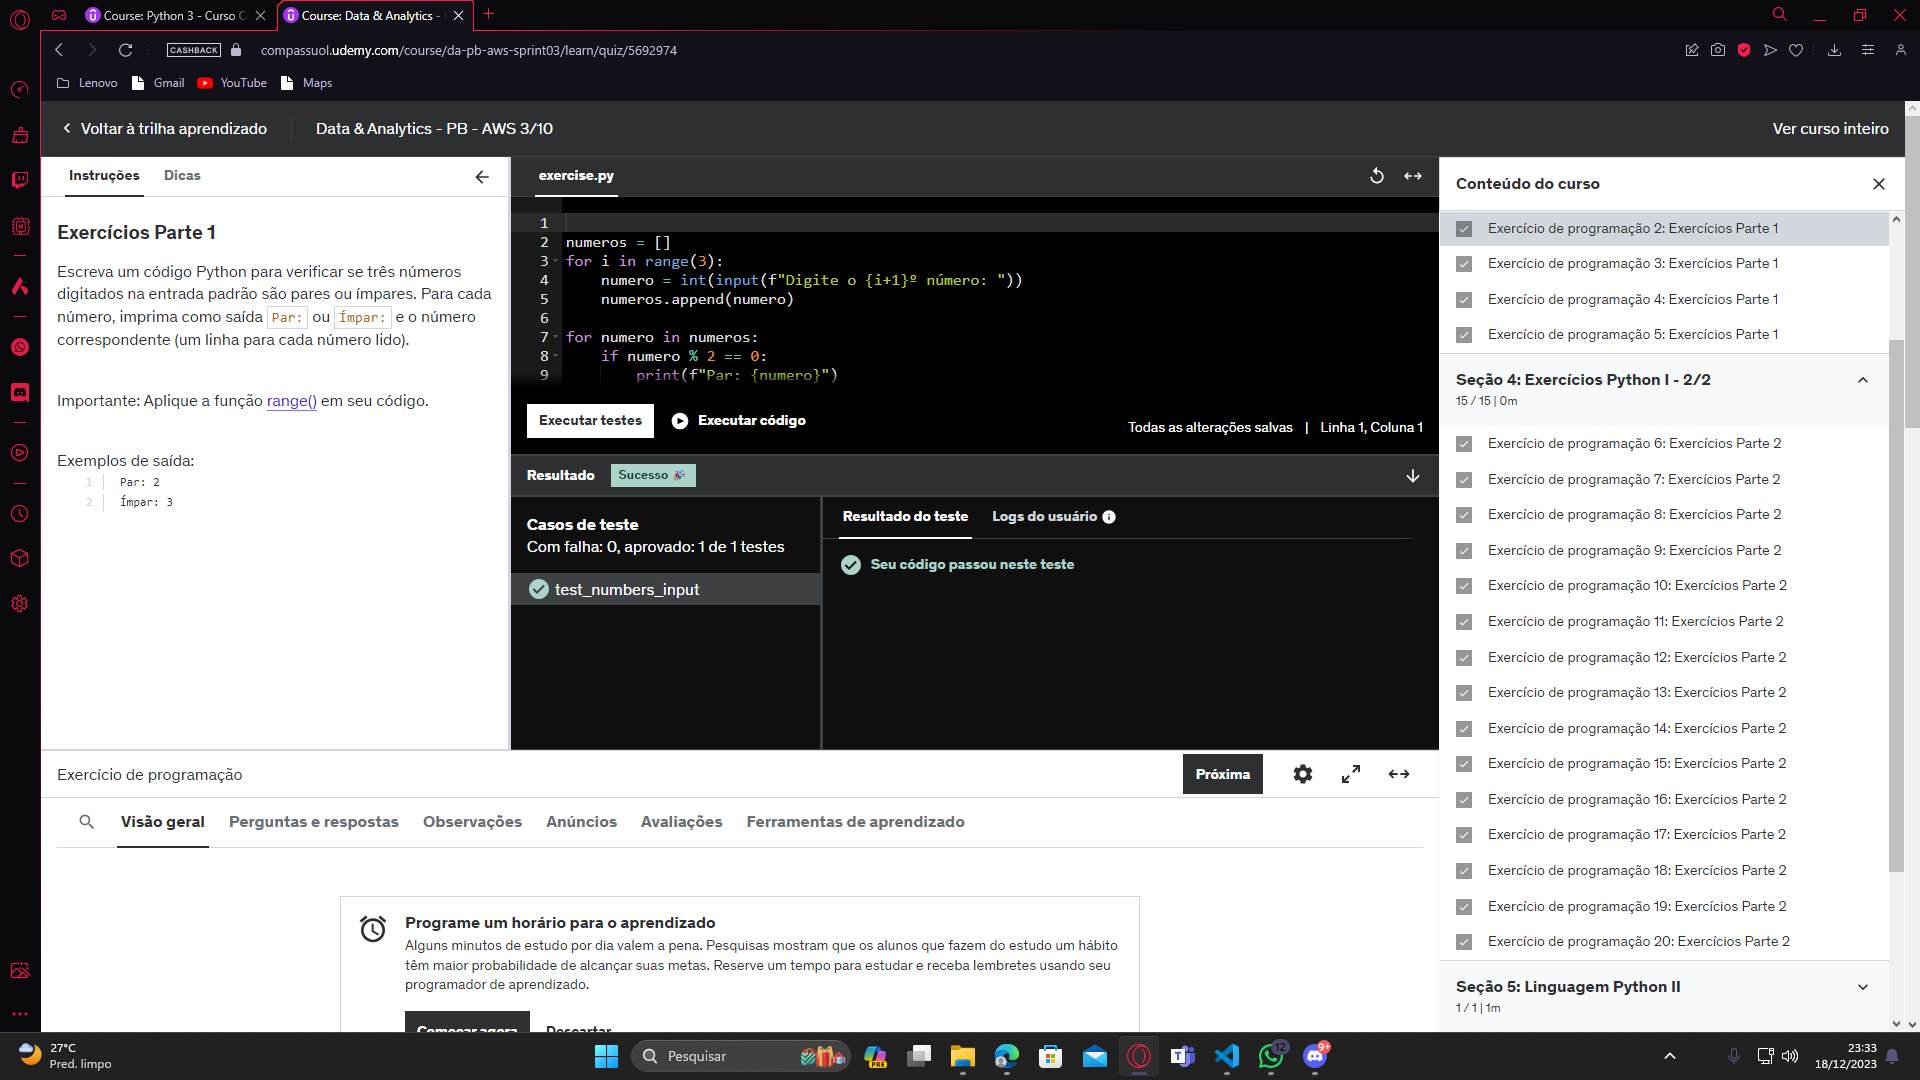 Course: Python 3 - Curso C
Course: Data & Analytics -
CASHBACK
compassuol.udemy.com/course/da-pb-aws-sprint03/learn/quiz/5692974
Lenovo
Gmail
YouTube
Maps
Voltar à trilha aprendizado
Data & Analytics - PB - AWS 3/10
Ver curso inteiro
Instruções
Dicas
Exercícios Parte 1
Escreva um código Python para verificar se três números
digitados na entrada padrão são pares ou ímpares. Para cada
número, imprima como saída Par: ou Ímpar: e o número
correspondente (um linha para cada número lido).
Importante: Aplique a função range() em seu código.
Exemplos de saída:
1 Par: 2
2 Ímpar: 3
exercise.py
1
2 numeros = []
3 for i in range(3):
4 numero = int(input(f"Digite o {i+1}º número: "))
5 numeros.append(numero)
6
7 for numero in numeros:
8 if numero % 2 == 0:
9 print(f"Par: {numero}")
Executar testes
Executar código
Todas as alterações salvas | Linha 1, Coluna 1
Resultado
Sucesso
Casos de teste
Com falha: 0, aprovado: 1 de 1 testes
test_numbers_input
Resultado do teste
Logs do usuário
Seu código passou neste teste
Conteúdo do curso
Exercício de programação 2: Exercícios Parte 1
Exercício de programação 3: Exercícios Parte 1
Exercício de programação 4: Exercícios Parte 1
Exercício de programação 5: Exercícios Parte 1
Seção 4: Exercícios Python I - 2/2
15 / 15 | 0m
Exercício de programação 6: Exercícios Parte 2
Exercício de programação 7: Exercícios Parte 2
Exercício de programação 8: Exercícios Parte 2
Exercício de programação 9: Exercícios Parte 2
Exercício de programação 10: Exercícios Parte 2
Exercício de programação 11: Exercícios Parte 2
Exercício de programação 12: Exercícios Parte 2
Exercício de programação 13: Exercícios Parte 2
Exercício de programação 14: Exercícios Parte 2
Exercício de programação 15: Exercícios Parte 2
Exercício de programação 16: Exercícios Parte 2
Exercício de programação 17: Exercícios Parte 2
Exercício de programação 18: Exercícios Parte 2
Exercício de programação 19: Exercícios Parte 2
Exercício de programação 20: Exercícios Parte 2
Seção 5: Linguagem Python II
1 / 1 | 1m
Exercício de programação
Próxima
Visão geral
Perguntas e respostas
Observações
Anúncios
Avaliações
Ferramentas de aprendizado
Programe um horário para o aprendizado
Alguns minutos de estudo por dia valem a pena. Pesquisas mostram que os alunos que fazem do estudo um hábito
têm maior probabilidade de alcançar suas metas. Reserve um tempo para estudar e receba lembretes usando seu
programador de aprendizado.
Começar agora
Descartar
27°C
Pred. limpo
Pesquisar
PRE
12
9+
23:33
18/12/2023